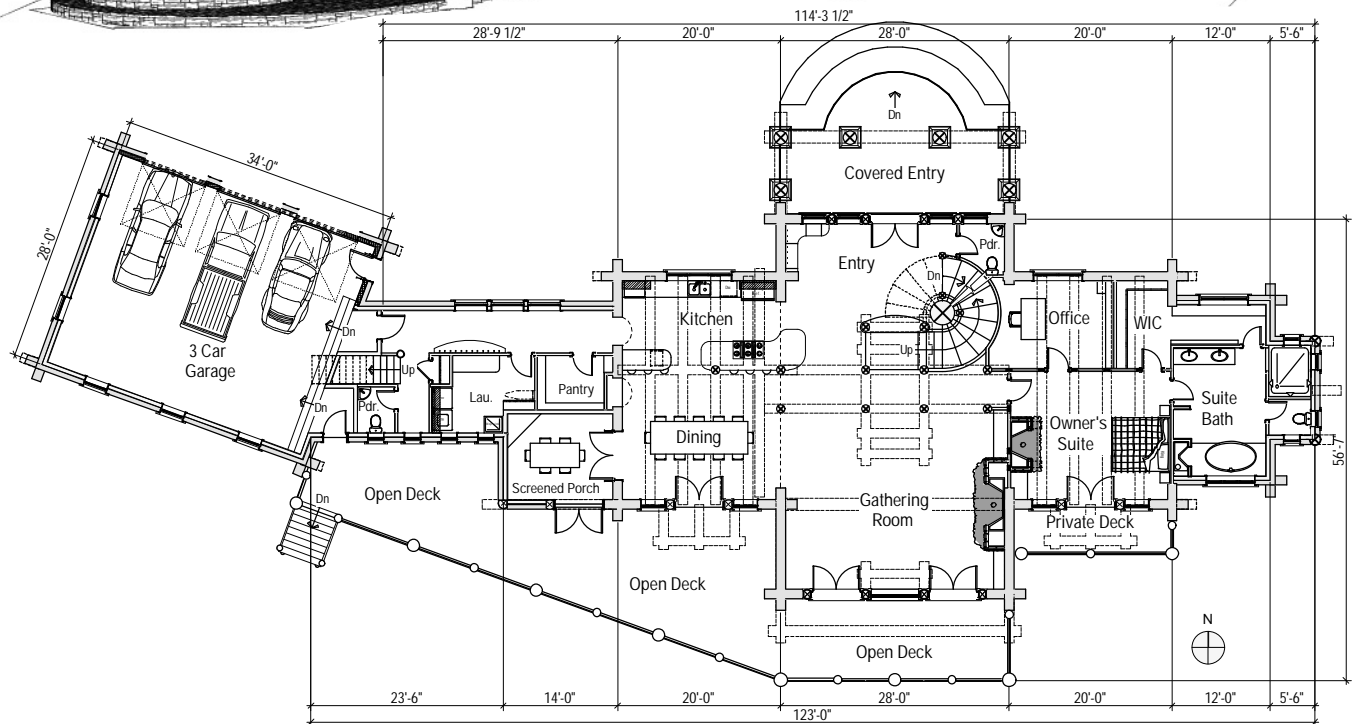 114'-3 1/2"
28'-9 1/2"
20'-0"
28'-0"
20'-0"
12'-0"
5'-6"
Dn
34'-0"
28'-0"
Covered Entry
Entry
Pdr.
Dn
Kitchen
Office
WIC
3 Car
Garage
Dn
Up
Up
Dn
Pdr.
Lau.
Pantry
Suite
Bath
Dining
Owner's
Suite
56'-7"
Screened Porch
Open Deck
Dn
Gathering
Room
Private Deck
Open Deck
N
Open Deck
23'-6"
14'-0"
20'-0"
28'-0"
20'-0"
12'-0"
5'-6"
123'-0"